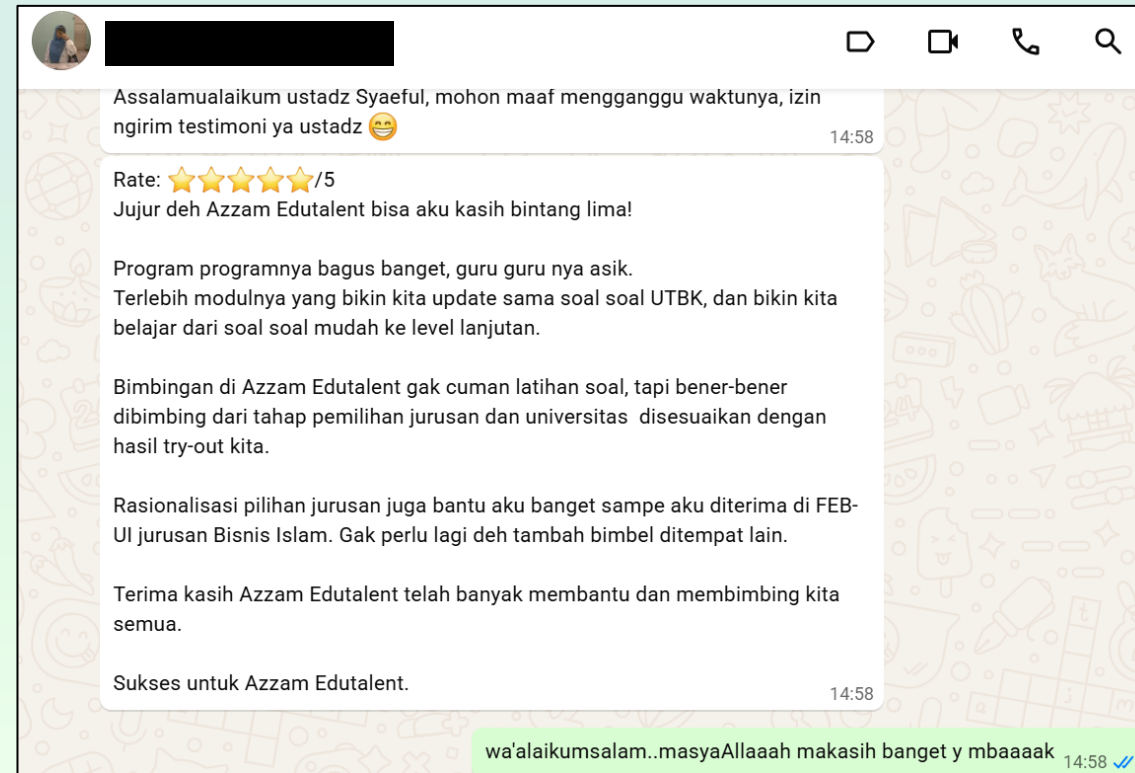 Assalamualaikum ustadz Syaeful, mohon maaf mengganggu waktunya, izin
ngirim testimoni ya ustadz 😁
14:58
Rate: ⭐⭐⭐⭐⭐/5
Jujur deh Azzam Edutalent bisa aku kasih bintang lima!
Program programnya bagus banget, guru guru nya asik.
Terlebih modulnya yang bikin kita update sama soal soal UTBK, dan bikin kita
belajar dari soal soal mudah ke level lanjutan.
Bimbingan di Azzam Edutalent gak cuman latihan soal, tapi bener-bener
dibimbing dari tahap pemilihan jurusan dan universitas  disesuaikan dengan
hasil try-out kita.
Rasionalisasi pilihan jurusan juga bantu aku banget sampe aku diterima di FEB-
UI jurusan Bisnis Islam. Gak perlu lagi deh tambah bimbel ditempat lain.
Terima kasih Azzam Edutalent telah banyak membantu dan membimbing kita
semua.
Sukses untuk Azzam Edutalent.
14:58
wa'alaikumsalam..masyaAllaaah makasih banget y mbaaaak 14:58